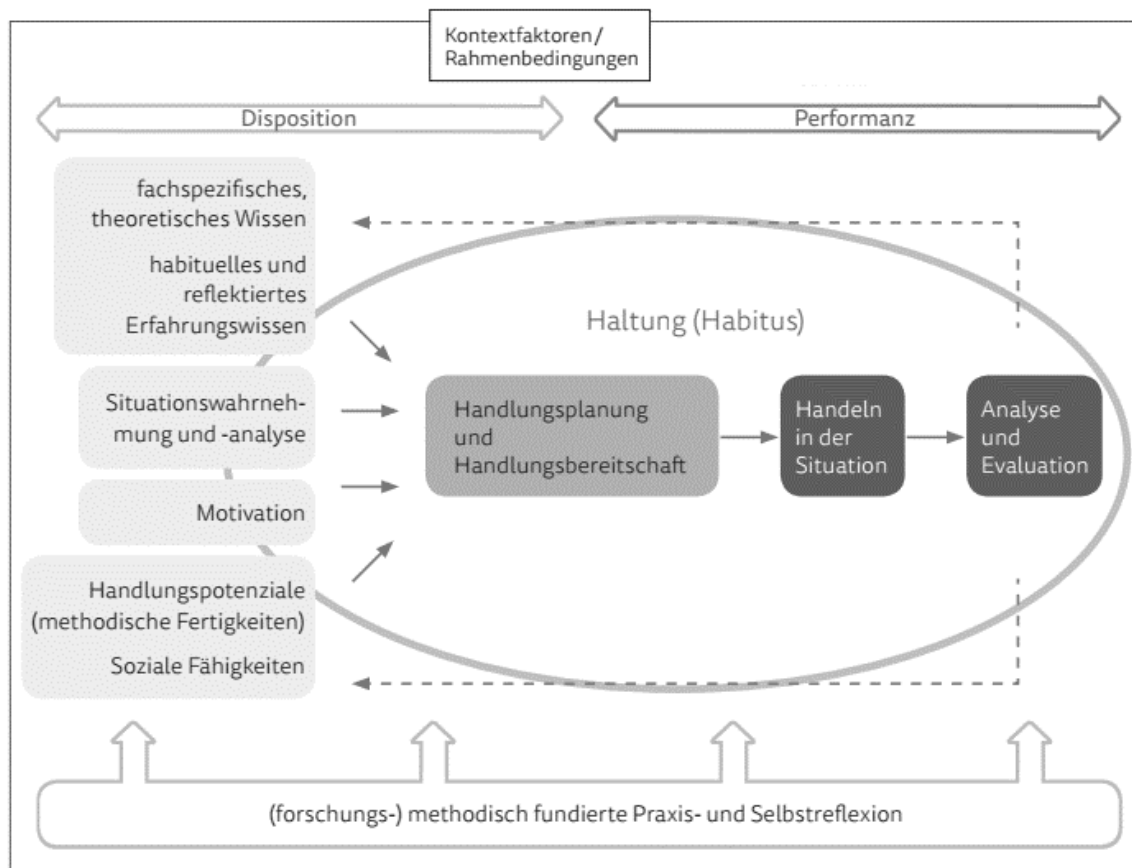 Kontextfaktoren/
Rahmenbedingungen
Disposition
Performanz
fachspezifisches,
theoretisches Wissen
habituelles und
reflektiertes
Erfahrungswissen
Haltung (Habitus)
Situationswahrneh-
mung und -analyse
Motivation
Handlungspotenziale
(methodische Fertigkeiten)
Soziale Fähigkeiten
Handlungsplanung
und
Handlungsbereitschaft
Handeln
in der
Situation
Analyse
und
Evaluation
(forschungs-) methodisch fundierte Praxis- und Selbstreflexion